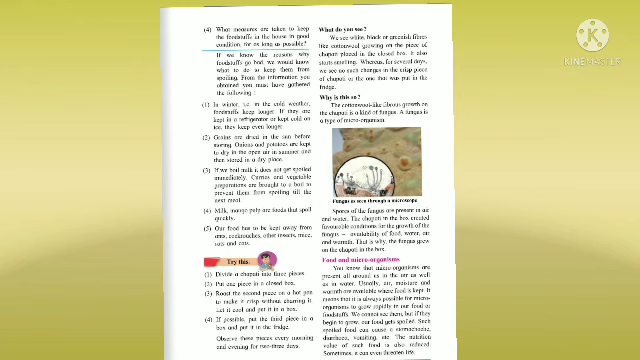 (4) What measures are taken to keep
the foodstuffs in the house in good
condition, for as long as possible?
If we know the reasons why
foodstuffs go bad, we would know
what to do to keep them from
spoiling. From the information you
obtained you must have gathered
the following :
(1) In winter, i.e. in the cold weather,
foodstuffs keep longer. If they are
kept in a refrigerator or kept cold on
ice, they keep even longer.
(2) Grains are dried in the sun before
storing. Onions and potatoes are kept
to dry in the open air in summer and
then stored in a dry place.
(3) If we boil milk it does not get spoiled
immediately. Curries and vegetable
preparations are brought to a boil to
prevent them from spoiling till the
next meal.
(4) Milk, mango pulp are foods that spoil
quickly.
(5) Our food has to be kept away from
ants, cockroaches, other insects, mice,
rats and cats.
Try this.
(1) Divide a chapati into three pieces.
(2) Put one piece in a closed box.
(3) Roast the second piece on a hot pan
to make it crisp without charring it.
Let it cool and put it in a box.
(4) If possible, put the third piece in a
box and put it in the fridge.
Observe these pieces every morning
and evening for two-three days.
What do you see?
We see white, black or greenish fibres
like cottonwool growing on the piece of
chapati placed in the closed box. It also
starts smelling. Whereas, for several days,
we see no such changes in the crisp piece
of chapati or the one that was put in
the fridge.
Why is this so?
The cottonwool-like fibrous growth on
the chapati is a kind of fungus. A fungus
is a type of micro-organism.
Fungus as seen through a microscope
Spores of the fungus are present in air
and water. The chapati in the box created
favourable conditions for the growth of the
fungus - availability of food, water, air
and warmth. That is why, the fungus grew
on the chapati in the box.
Food and micro-organisms
You know that micro-organisms are
present all around us in the air as well
as in water. Usually, air, moisture and
warmth are available where food is kept. It
means that it is always possible for micro-
organisms to grow rapidly in our food or
foodstuffs. We cannot see them, but if they
begin to grow, our food gets spoiled. Such
spoiled food can cause a stomachache,
diarrhoea, vomiting, etc. The nutrition
value of such food is also reduced.
Sometimes, it can even threaten life.
KINEMASTER